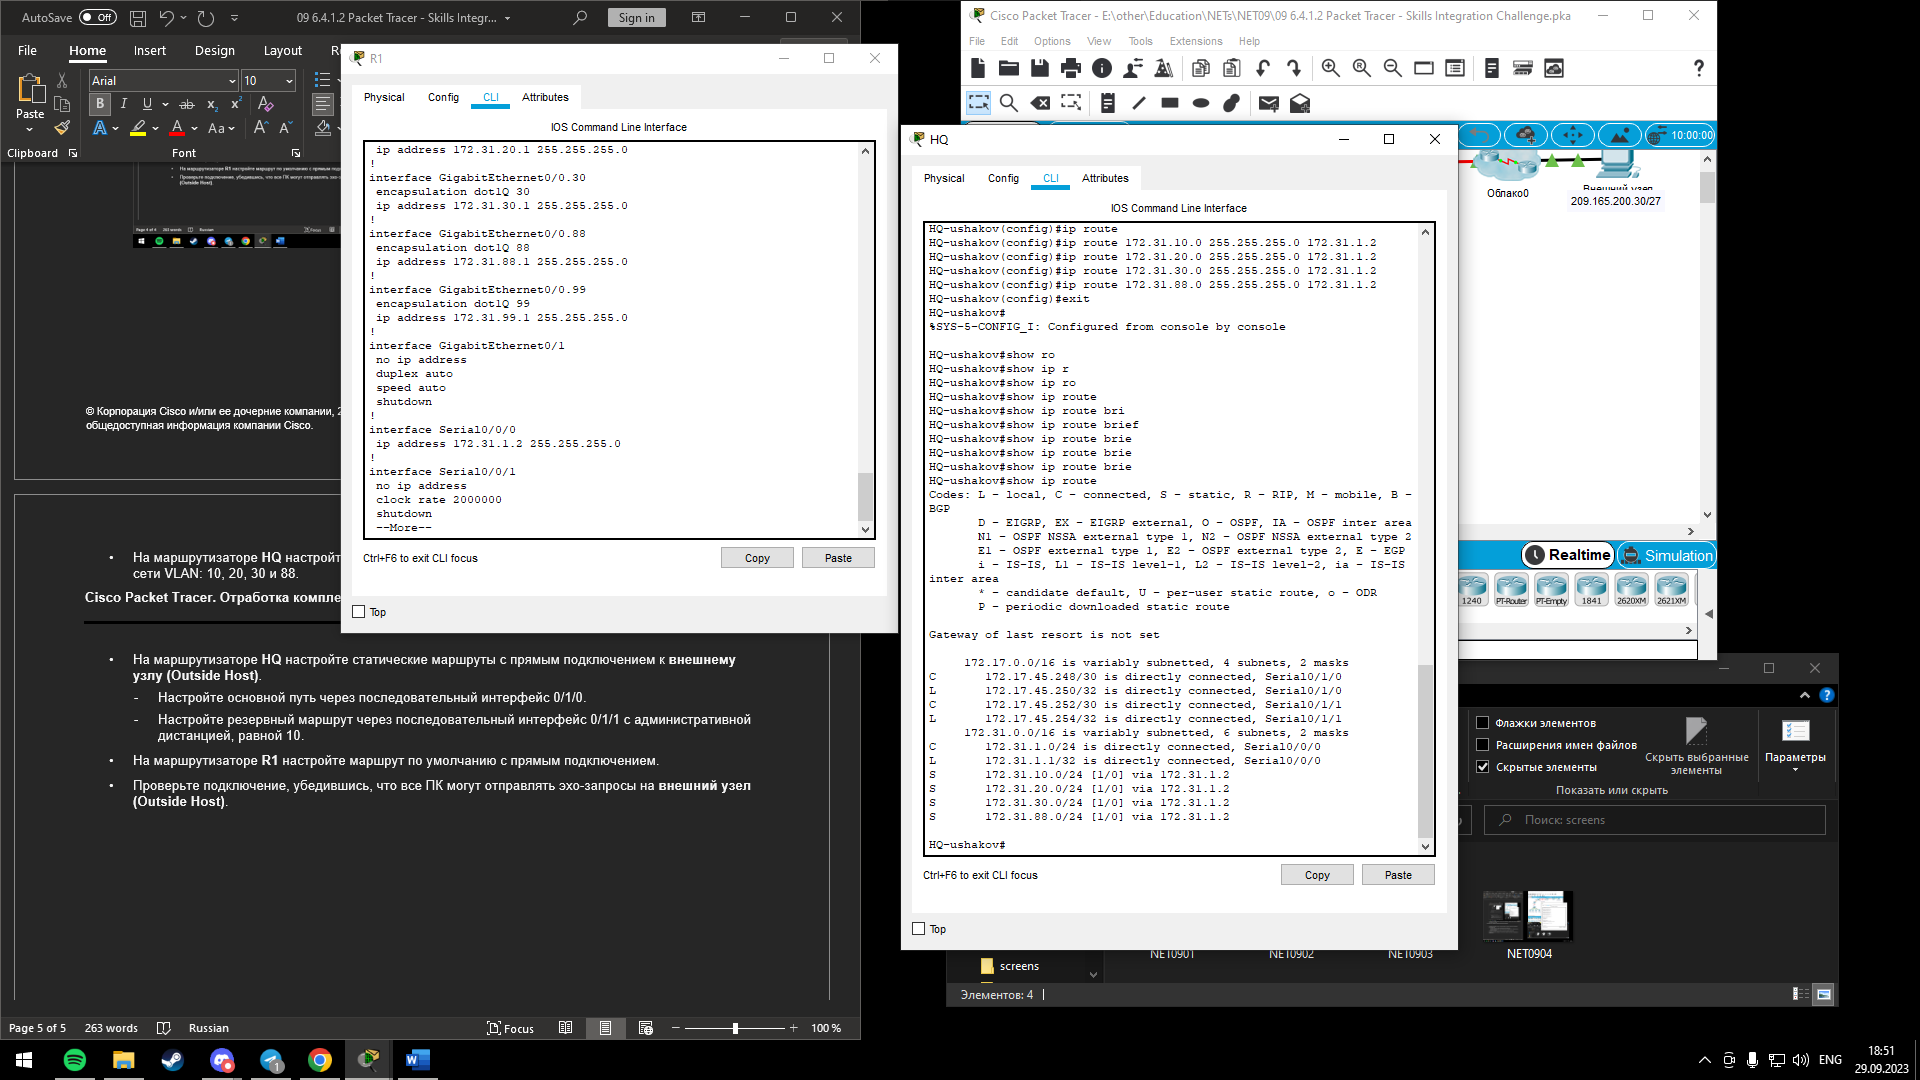 AutoSave Off 09 6.4.1.2 Packet Tracer - Skills Integr... Sign in
File Home Insert Design Layout
Arial 10
Paste
Clipboard Font
© Корпорация Cisco и/или ее дочерние компании, 2
общедоступная информация компании Cisco.
• На маршрутизаторе HQ настройт
сети VLAN: 10, 20, 30 и 88.
Cisco Packet Tracer. Отработка компле
• На маршрутизаторе HQ настройте статические маршруты с прямым подключением к внешнему
узлу (Outside Host).
- Настройте основной путь через последовательный интерфейс 0/1/0.
- Настройте резервный маршрут через последовательный интерфейс 0/1/1 с административной
дистанцией, равной 10.
• На маршрутизаторе R1 настройте маршрут по умолчанию с прямым подключением.
• Проверьте подключение, убедившись, что все ПК могут отправлять эхо-запросы на внешний узел
(Outside Host).
Page 5 of 5 263 words Russian Focus 100 %
R1
Physical Config CLI Attributes
IOS Command Line Interface
ip address 172.31.20.1 255.255.255.0
!
interface GigabitEthernet0/0.30
encapsulation dot1Q 30
ip address 172.31.30.1 255.255.255.0
!
interface GigabitEthernet0/0.88
encapsulation dot1Q 88
ip address 172.31.88.1 255.255.255.0
!
interface GigabitEthernet0/0.99
encapsulation dot1Q 99
ip address 172.31.99.1 255.255.255.0
!
interface GigabitEthernet0/1
no ip address
duplex auto
speed auto
shutdown
!
interface Serial0/0/0
ip address 172.31.1.2 255.255.255.0
!
interface Serial0/0/1
no ip address
clock rate 2000000
shutdown
--More--
Ctrl+F6 to exit CLI focus Copy Paste
Top
Cisco Packet Tracer - E:\other\Education\NETs\NET09\09 6.4.1.2 Packet Tracer - Skills Integration Challenge.pka
File Edit Options View Tools Extensions Help
10:00:00
Облако0
209.165.200.30/27
Realtime Simulation
1240 PT-Router PT-Empty 1841 2620XM 2621XM
HQ
Physical Config CLI Attributes
IOS Command Line Interface
HQ-ushakov(config)#ip route
HQ-ushakov(config)#ip route 172.31.10.0 255.255.255.0 172.31.1.2
HQ-ushakov(config)#ip route 172.31.20.0 255.255.255.0 172.31.1.2
HQ-ushakov(config)#ip route 172.31.30.0 255.255.255.0 172.31.1.2
HQ-ushakov(config)#ip route 172.31.88.0 255.255.255.0 172.31.1.2
HQ-ushakov(config)#exit
HQ-ushakov#
%SYS-5-CONFIG_I: Configured from console by console
HQ-ushakov#show ro
HQ-ushakov#show ip r
HQ-ushakov#show ip ro
HQ-ushakov#show ip route
HQ-ushakov#show ip route bri
HQ-ushakov#show ip route brief
HQ-ushakov#show ip route brie
HQ-ushakov#show ip route brie
HQ-ushakov#show ip route brie
HQ-ushakov#show ip route
Codes: L - local, C - connected, S - static, R - RIP, M - mobile, B -
BGP
D - EIGRP, EX - EIGRP external, O - OSPF, IA - OSPF inter area
N1 - OSPF NSSA external type 1, N2 - OSPF NSSA external type 2
E1 - OSPF external type 1, E2 - OSPF external type 2, E - EGP
i - IS-IS, L1 - IS-IS level-1, L2 - IS-IS level-2, ia - IS-IS
inter area
* - candidate default, U - per-user static route, o - ODR
P - periodic downloaded static route
Gateway of last resort is not set
172.17.0.0/16 is variably subnetted, 4 subnets, 2 masks
C 172.17.45.248/30 is directly connected, Serial0/1/0
L 172.17.45.250/32 is directly connected, Serial0/1/0
C 172.17.45.252/30 is directly connected, Serial0/1/1
L 172.17.45.254/32 is directly connected, Serial0/1/1
172.31.0.0/16 is variably subnetted, 6 subnets, 2 masks
C 172.31.1.0/24 is directly connected, Serial0/0/0
L 172.31.1.1/32 is directly connected, Serial0/0/0
S 172.31.10.0/24 [1/0] via 172.31.1.2
S 172.31.20.0/24 [1/0] via 172.31.1.2
S 172.31.30.0/24 [1/0] via 172.31.1.2
S 172.31.88.0/24 [1/0] via 172.31.1.2
HQ-ushakov#
Ctrl+F6 to exit CLI focus Copy Paste
Top
Флажки элементов
Расширения имен файлов
Скрытые элементы
Скрыть выбранные
элементы
Параметры
Показать или скрыть
Поиск: screens
screens
NET0901 NET0902 NET0903 NET0904
Элементов: 4
1
ENG
18:51
29.09.2023